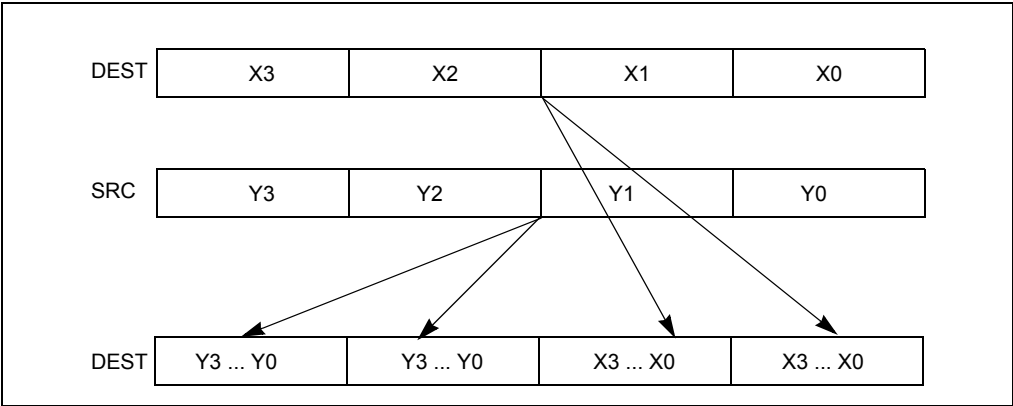 DEST X3 X2 X1 X0
SRC Y3 Y2 Y1 Y0
DEST Y3 ... Y0 Y3 ... Y0 X3 ... X0 X3 ... X0